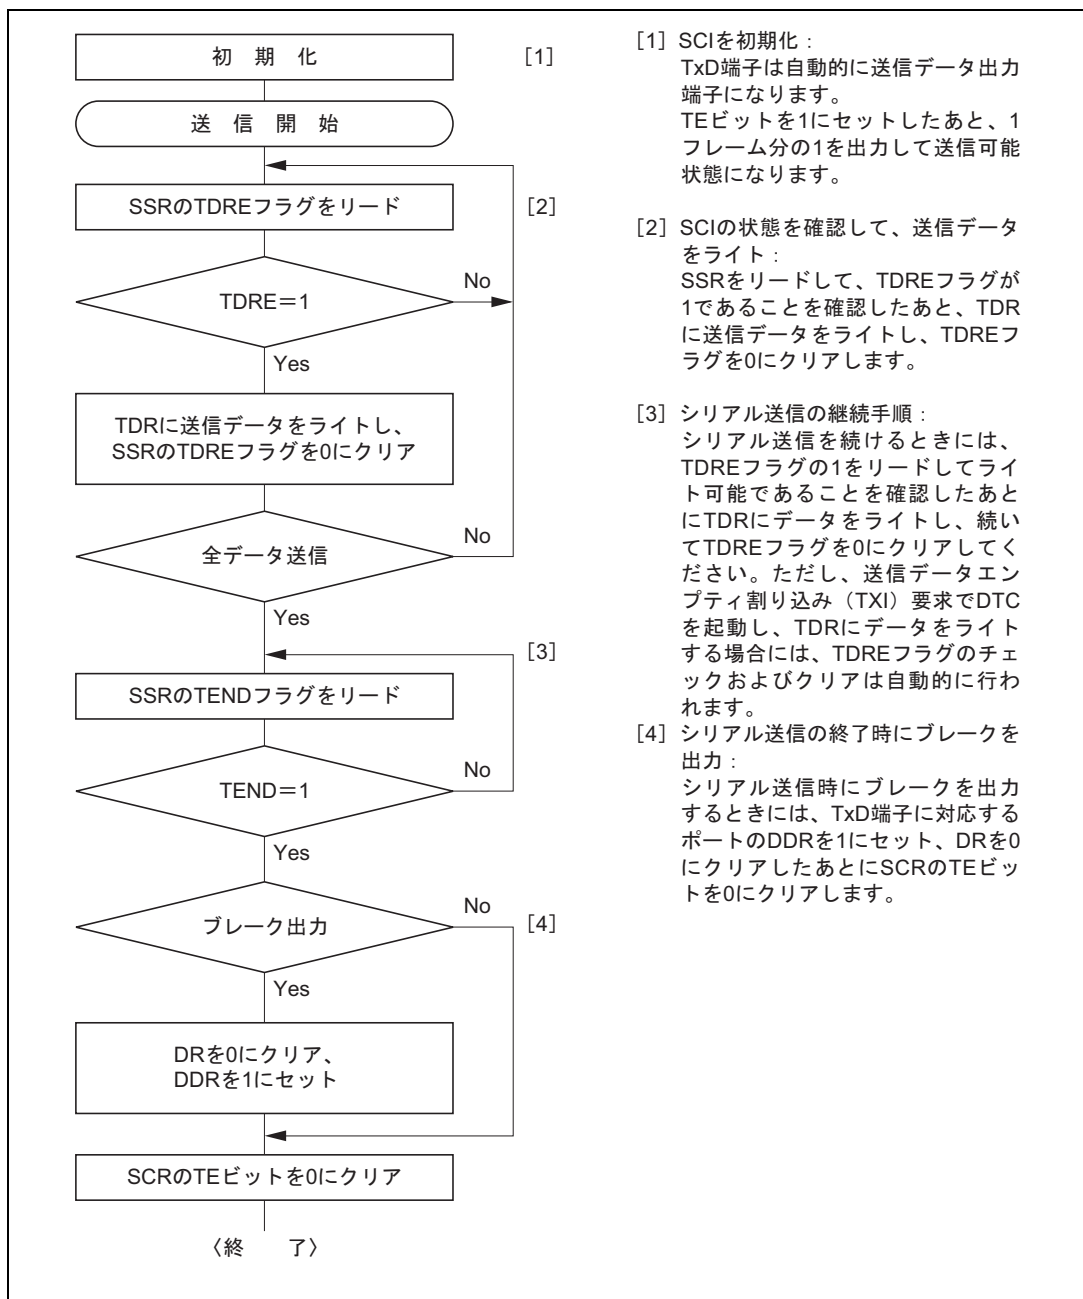 初 期 化
[1]
送 信 開 始
SSRのTDREフラグをリード
[2]
TDRE=1
No
Yes
TDRに送信データをライトし、
SSRのTDREフラグを0にクリア
全データ送信
No
Yes
[3]
SSRのTENDフラグをリード
TEND=1
No
Yes
ブレーク出力
No
[4]
Yes
DRを0にクリア、
DDRを1にセット
SCRのTEビットを0にクリア
〈終 了〉
[1] SCIを初期化：
TxD端子は自動的に送信データ出力
端子になります。
TEビットを1にセットしたあと、1
フレーム分の1を出力して送信可能
状態になります。
[2] SCIの状態を確認して、送信データ
をライト：
SSRをリードして、TDREフラグが
1であることを確認したあと、TDR
に送信データをライトし、TDREフ
ラグを0にクリアします。
[3] シリアル送信の継続手順：
シリアル送信を続けるときには、
TDREフラグの1をリードしてライ
ト可能であることを確認したあと
にTDRにデータをライトし、続い
てTDREフラグを0にクリアしてく
ださい。ただし、送信データエン
プティ割り込み（TXI）要求でDTC
を起動し、TDRにデータをライト
する場合には、TDREフラグのチェ
ックおよびクリアは自動的に行わ
れます。
[4] シリアル送信の終了時にブレークを
出力：
シリアル送信時にブレークを出力
するときには、TxD端子に対応する
ポートのDDRを1にセット、DRを0
にクリアしたあとにSCRのTEビッ
トを0にクリアします。